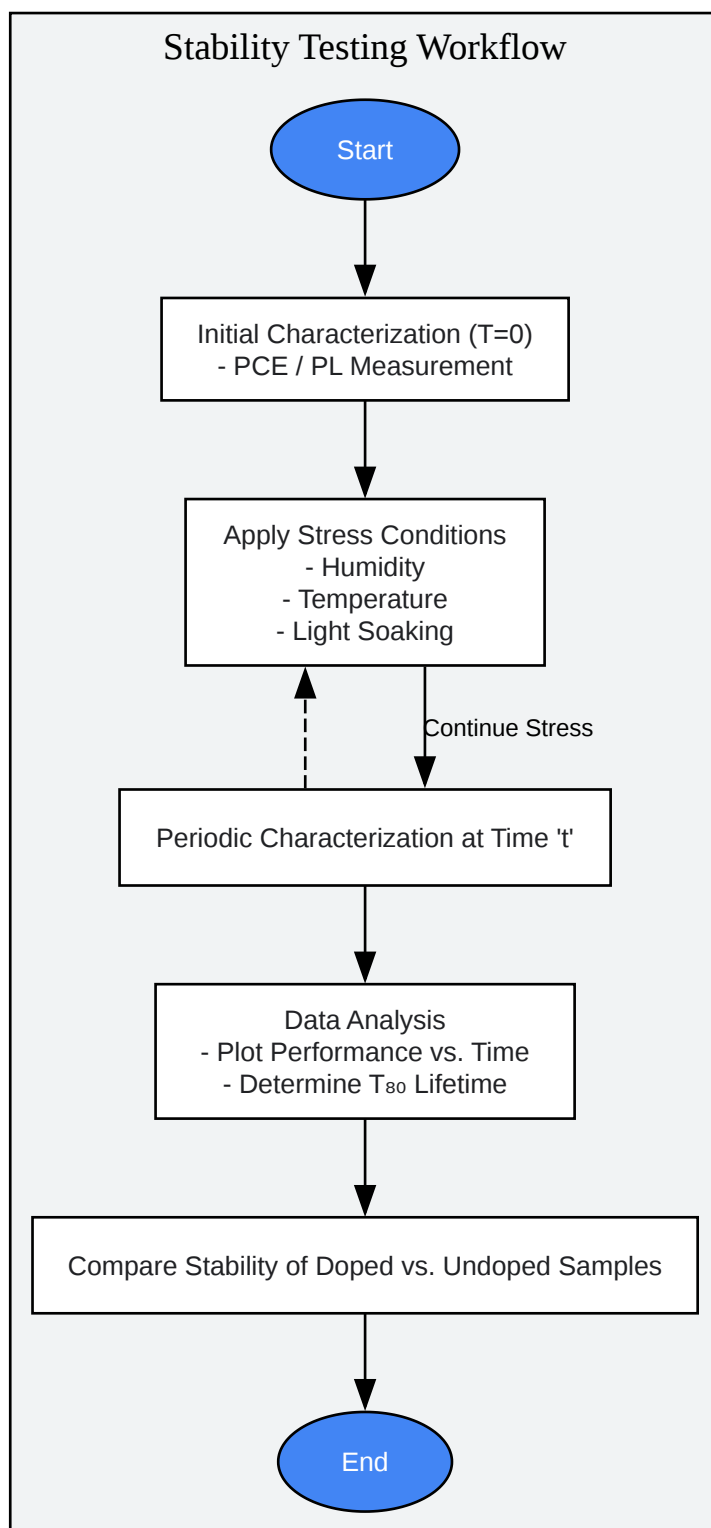 Stability Testing Workflow
Start
Initial Characterization (T=0)
- PCE / PL Measurement
Apply Stress Conditions
- Humidity
- Temperature
- Light Soaking
Continue Stress
Periodic Characterization at Time 't'
Data Analysis
- Plot Performance vs. Time
- Determine T₈₀ Lifetime
Compare Stability of Doped vs. Undoped Samples
End